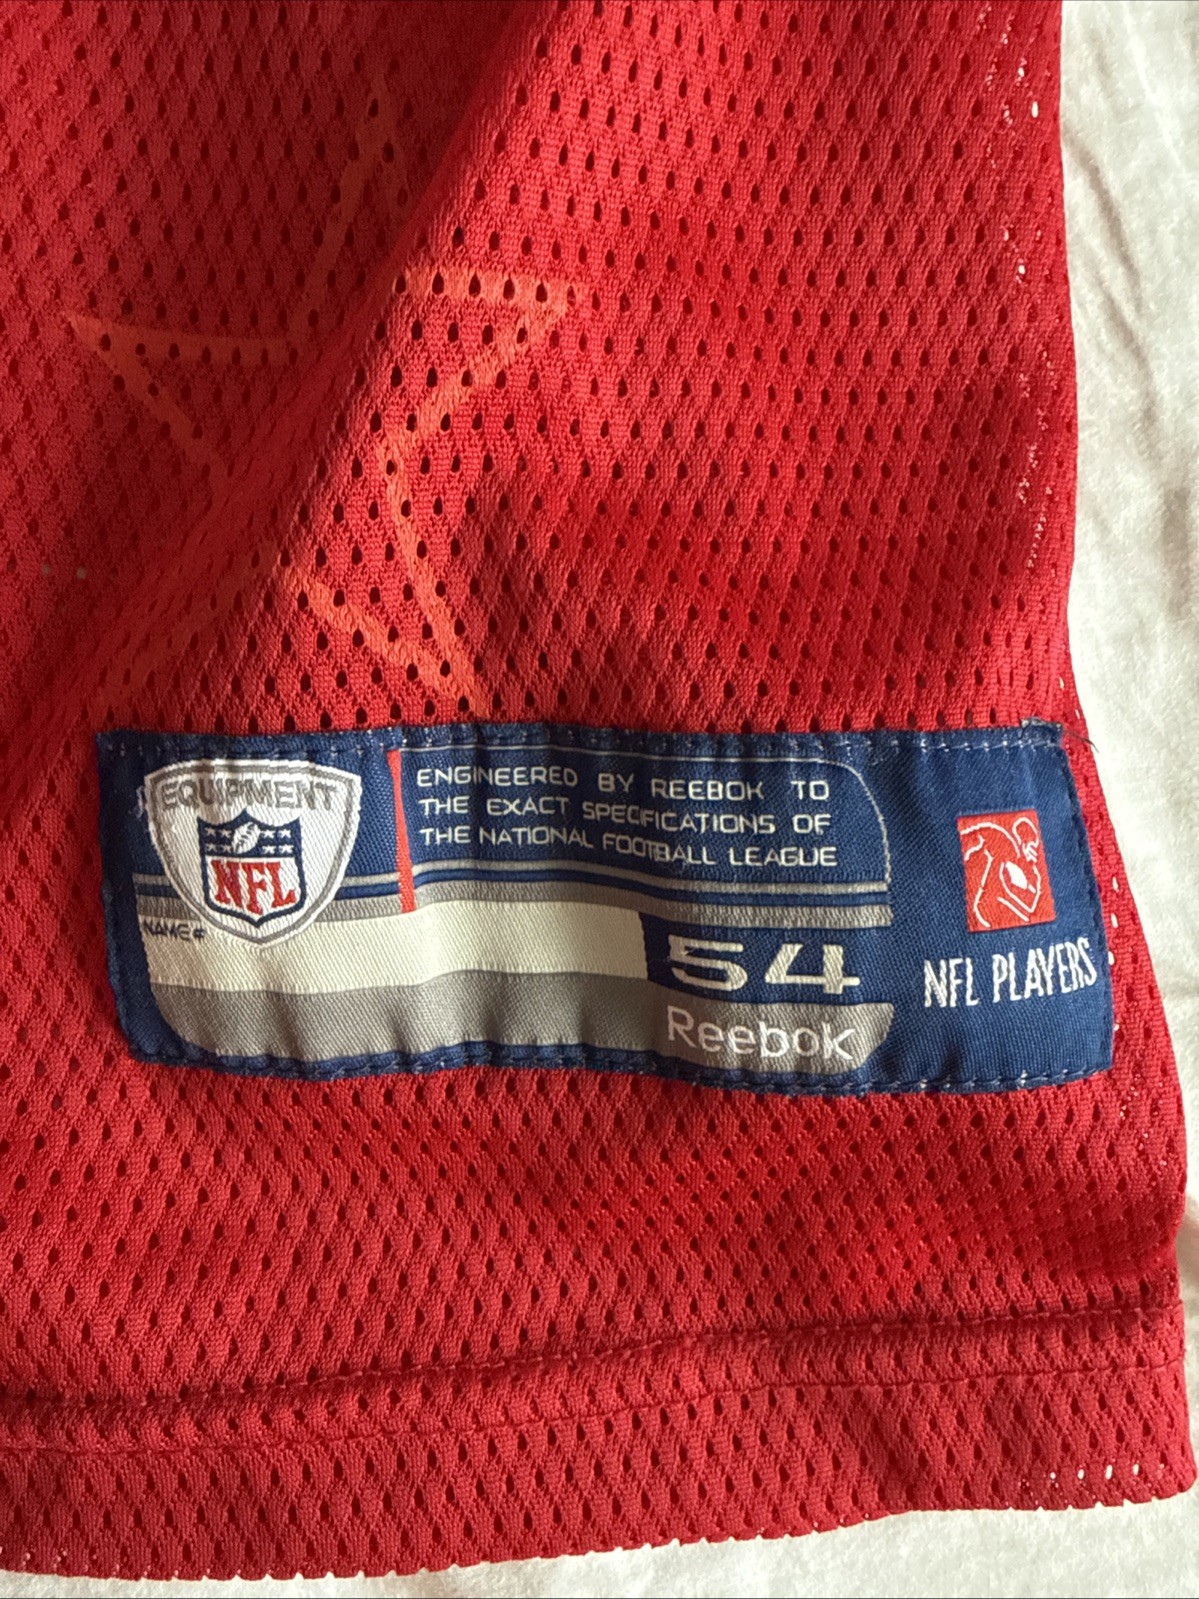 EQUIPMENT
NFL
ENGINEERED BY REEBOK TO
THE EXACT SPECIFICATIONS OF
THE NATIONAL FOOTBALL LEAGUE
NAME #
54
Reebok
NFL PLAYERS